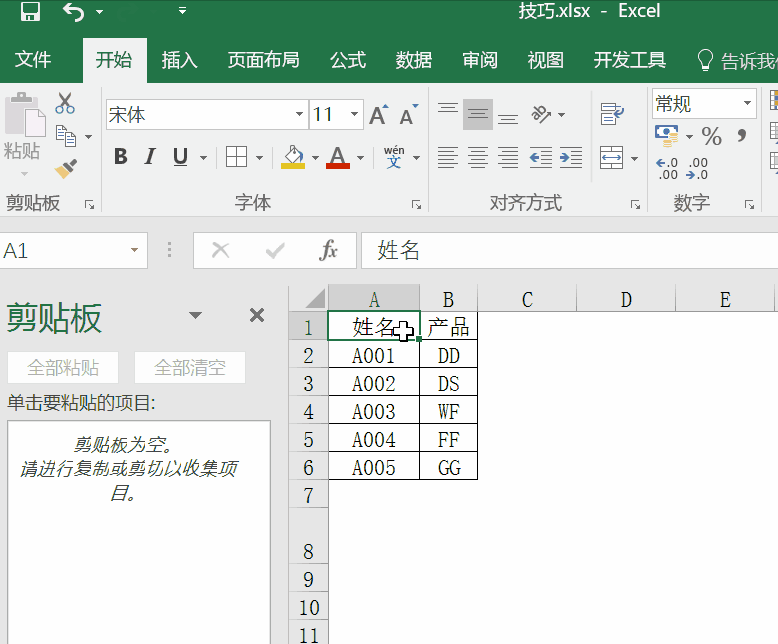 技巧.xlsx - Excel
文件 开始 插入 页面布局 公式 数据 审阅 视图 开发工具 告诉我
宋体 11 A A 常规
粘贴 B I U A wén 文 % ,
←.0 .00
.00 →.0
剪贴板 字体 对齐方式 数字
A1 fx 姓名
剪贴板
全部粘贴 全部清空
单击要粘贴的项目:
剪贴板为空。
请进行复制或剪切以收集项
目。
A B C D E
1 姓名 产品
2 A001 DD
3 A002 DS
4 A003 WF
5 A004 FF
6 A005 GG
7
8
9
10
11